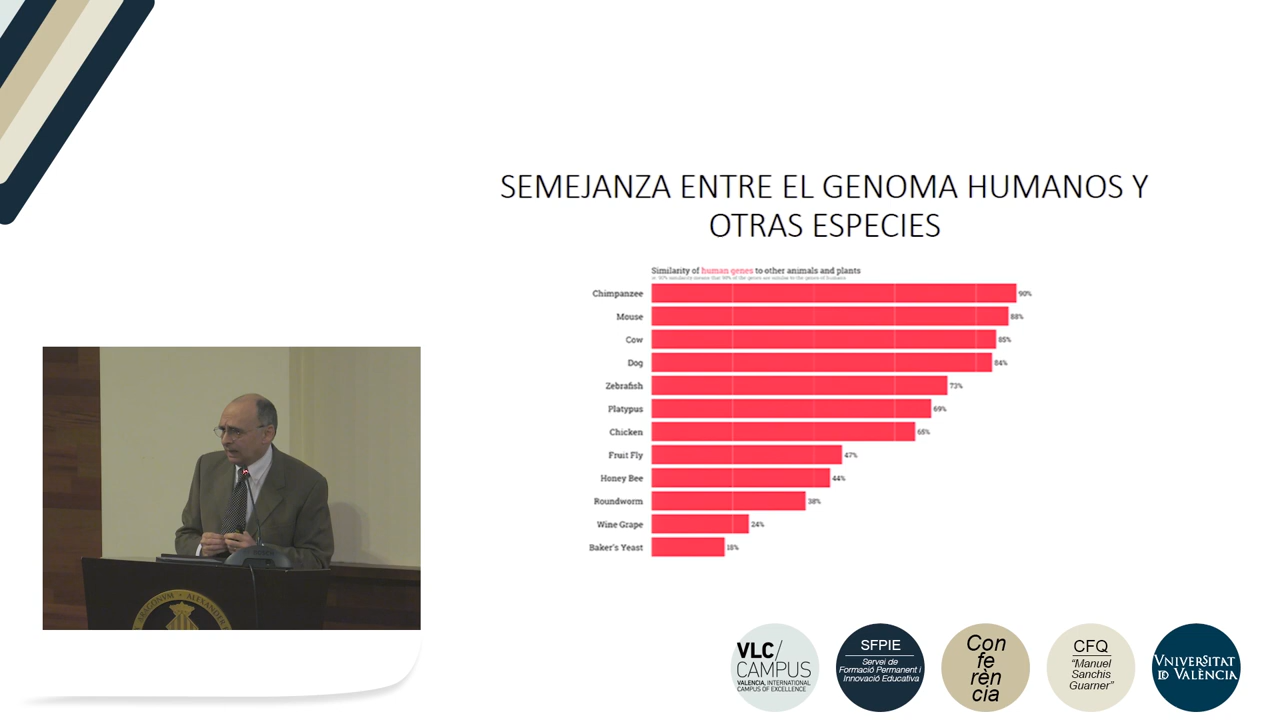 SEMEJANZA ENTRE EL GENOMA HUMANOS Y
OTRAS ESPECIES
Similarity of human genes to other animals and plants
Chimpanzee 90%
Mouse 88%
Cow 85%
Dog 84%
Zebrafish 73%
Platypus 69%
Chicken 65%
Fruit Fly 47%
Honey Bee 44%
Roundworm 38%
Wine Grape 24%
Baker's Yeast 18%
VLC/
CAMPUS
VALENCIA, INTERNATIONAL
CAMPUS OF EXCELLENCE
SFPIE
Servei de
Formació Permanent i
Innovació Educativa
Con
fe
rèn
cia
CFQ
"Manuel
Sanchis
Guarner"
VNIVERSITAT
ID VALÈNCIA